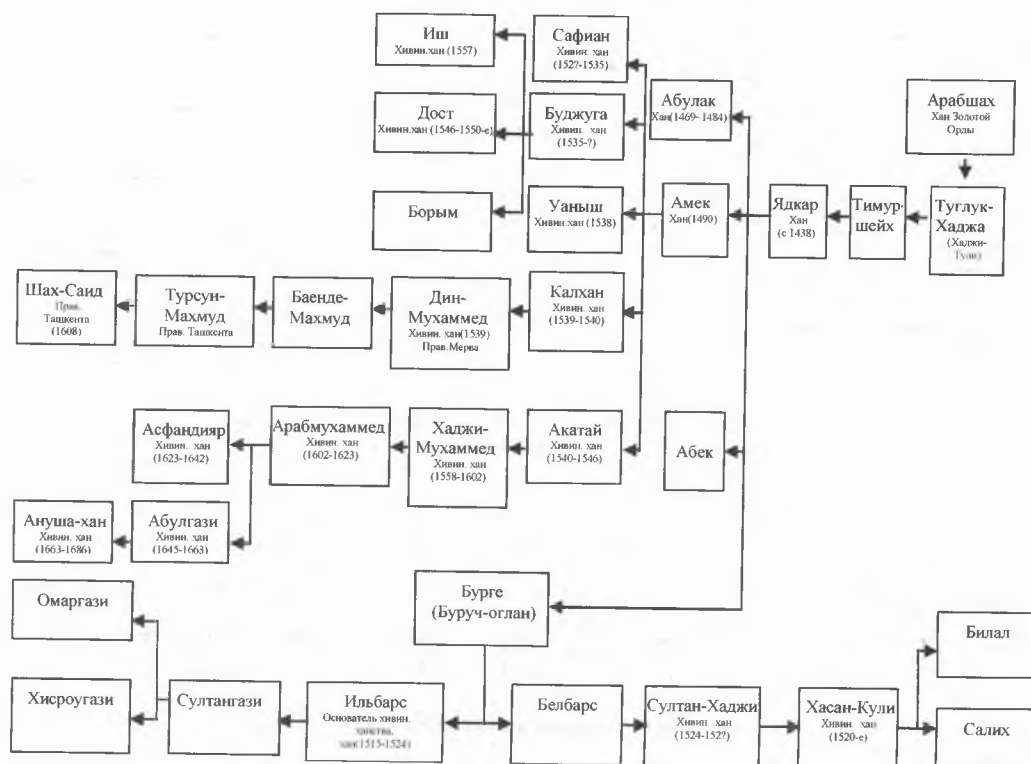 Иш
Хивин.хан (1557)
Сафиан
Хивин. хан
(152?-1535)
Дост
Хивин.хан (1546-1550-е)
Буджуга
Хивин. хан
(1535-?)
Абулак
Хан(1469-1484)
Арабшах
Хан Золотой
Орды
Борым
Уаныш
Хивин.хан (1538)
Амек
Хан(1490)
Ядкар
Хан
(с 1438)
Тимур-
шейх
Туглук-
Хаджа
(Хаджи-
Тули)
Шах-Саид
Прав.
Ташкента
(1608)
Турсун-
Махмуд
Прав. Ташкента
Баенде-
Махмуд
Дин-
Мухаммед
Хивин. хан(1539)
Прав.Мерва
Калхан
Хивин. хан
(1539-1540)
Асфандияр
Хивин. хан
(1623-1642)
Арабмухаммед
Хивин. хан
(1602-1623)
Хаджи-
Мухаммед
Хивин. хан
(1558-1602)
Акатай
Хивин. хан
(1540-1546)
Абек
Ануша-хан
Хивин. хан
(1663-1686)
Абулгази
Хивин. хан
(1645-1663)
Бурге
(Буруч-оглан)
Омаргази
Билал
Хисроугази
Султангази
Ильбарс
Основатель хивин.
ханства,
хан(1515-1524)
Белбарс
Султан-Хаджи
Хивин. хан
(1524-152?)
Хасан-Кули
Хивин. хан
(1520-е)
Салих